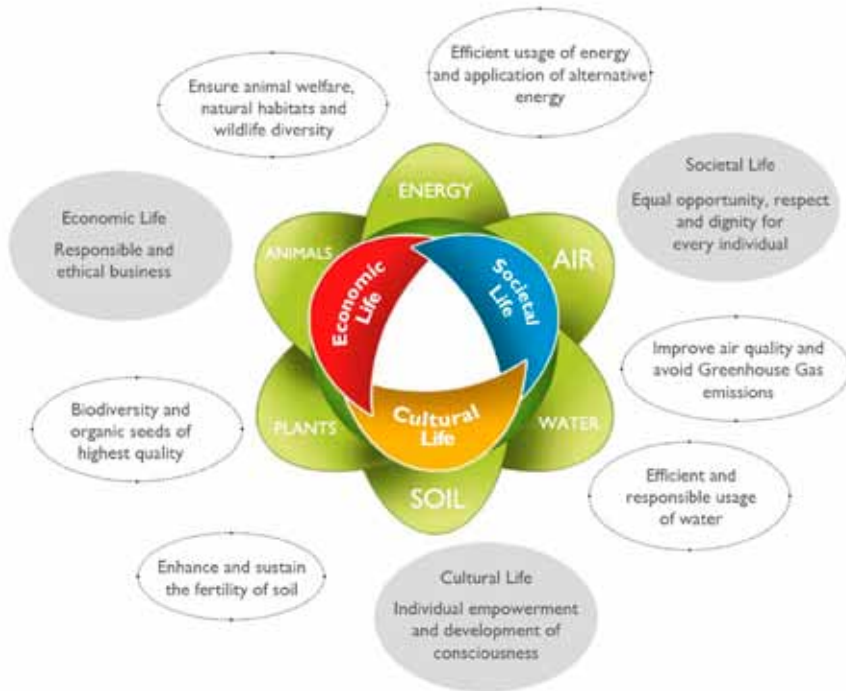 Efficient usage of energy
and application of alternative
energy
Ensure animal welfare,
natural habitats and
wildlife diversity
Societal Life
Equal opportunity, respect
and dignity for
every individual
Economic Life
Responsible and
ethical business
ENERGY
ANIMALS
AIR
Economic
Life
Societal
Life
Cultural
Life
PLANTS
WATER
SOIL
Improve air quality and
avoid Greenhouse Gas
emissions
Biodiversity and
organic seeds of
highest quality
Efficient and
responsible usage
of water
Enhance and sustain
the fertility of soil
Cultural Life
Individual empowerment
and development of
consciousness